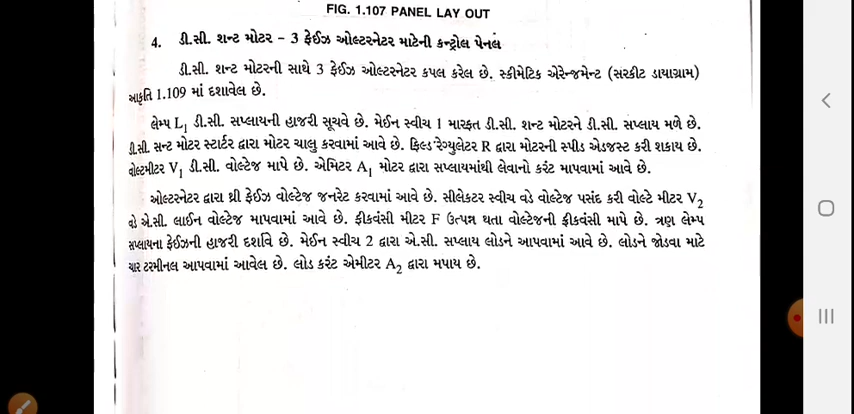 FIG. 1.107 PANEL LAY OUT
4. ડી.સી. શન્ટ મોટર – 3 ફેઈઝ ઓલ્ટરનેટર માટેની કન્ટ્રોલ પેનલ
ડી.સી. શન્ટ મોટરની સાથે 3 ફેઈઝ ઓલ્ટરનેટર કપલ કરેલ છે. સ્કીમેટિક એરેન્જમેન્ટ (સરકીટ ડાયાગ્રામ)
આકૃતિ 1.109 માં દર્શાવેલ છે.
લેમ્પ L₁ ડી.સી. સપ્લાયની હાજરી સૂચવે છે. મેઈન સ્વીચ 1 મારફત ડી.સી. શન્ટ મોટરને ડી.સી. સપ્લાય મળે છે.
ડી.સી. સન્ટ મોટર સ્ટાર્ટર દ્વારા મોટર ચાલુ કરવામાં આવે છે. ફિલ્ડ રેગ્યુલેટર R દ્વારા મોટરની સ્પીડ એડજસ્ટ કરી શકાય છે.
વોલ્ટમીટર V₁ ડી.સી. વોલ્ટેજ માપે છે. એમિટર A₁ મોટર દ્વારા સપ્લાયમાંથી લેવાનો કરંટ માપવામાં આવે છે.
ઓલ્ટરનેટર દ્વારા થ્રી ફેઈઝ વોલ્ટેજ જનરેટ કરવામાં આવે છે. સીલેકટર સ્વીચ વડે વોલ્ટેજ પસંદ કરી વોલ્ટે મીટર V₂
વડે એ.સી. લાઈન વોલ્ટેજ માપવામાં આવે છે. ફ્રીકવંસી મીટર F ઉત્પન્ન થતા વોલ્ટેજની ફ્રીકવંસી માપે છે. ત્રણ લેમ્પ
સપ્લાયના ફેઈઝની હાજરી દર્શાવે છે. મેઈન સ્વીચ 2 દ્વારા એ.સી. સપ્લાય લોડને આપવામાં આવે છે. લોડને જોડવા માટે
ચાર ટરમીનલ આપવામાં આવેલ છે. લોડ કરંટ એમીટર A₂ દ્વારા મપાય છે.